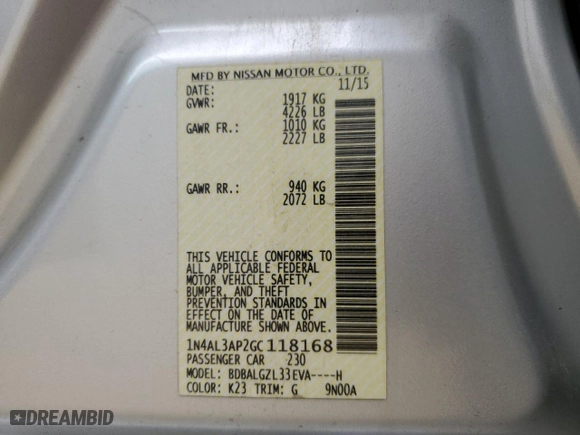 MFD BY NISSAN MOTOR CO., LTD.
DATE: 11/15
GVWR: 1917 KG
4226 LB
GAWR FR.: 1010 KG
2227 LB
GAWR RR.: 940 KG
2072 LB
THIS VEHICLE CONFORMS TO
ALL APPLICABLE FEDERAL
MOTOR VEHICLE SAFETY,
BUMPER, AND THEFT
PREVENTION STANDARDS IN
EFFECT ON THE DATE OF
MANUFACTURE SHOWN ABOVE.
1N4AL3AP2GC118168
PASSENGER CAR 230
MODEL: BDBALGZL33EVA----H
COLOR: K23 TRIM: G 9N00A
DREAMBID